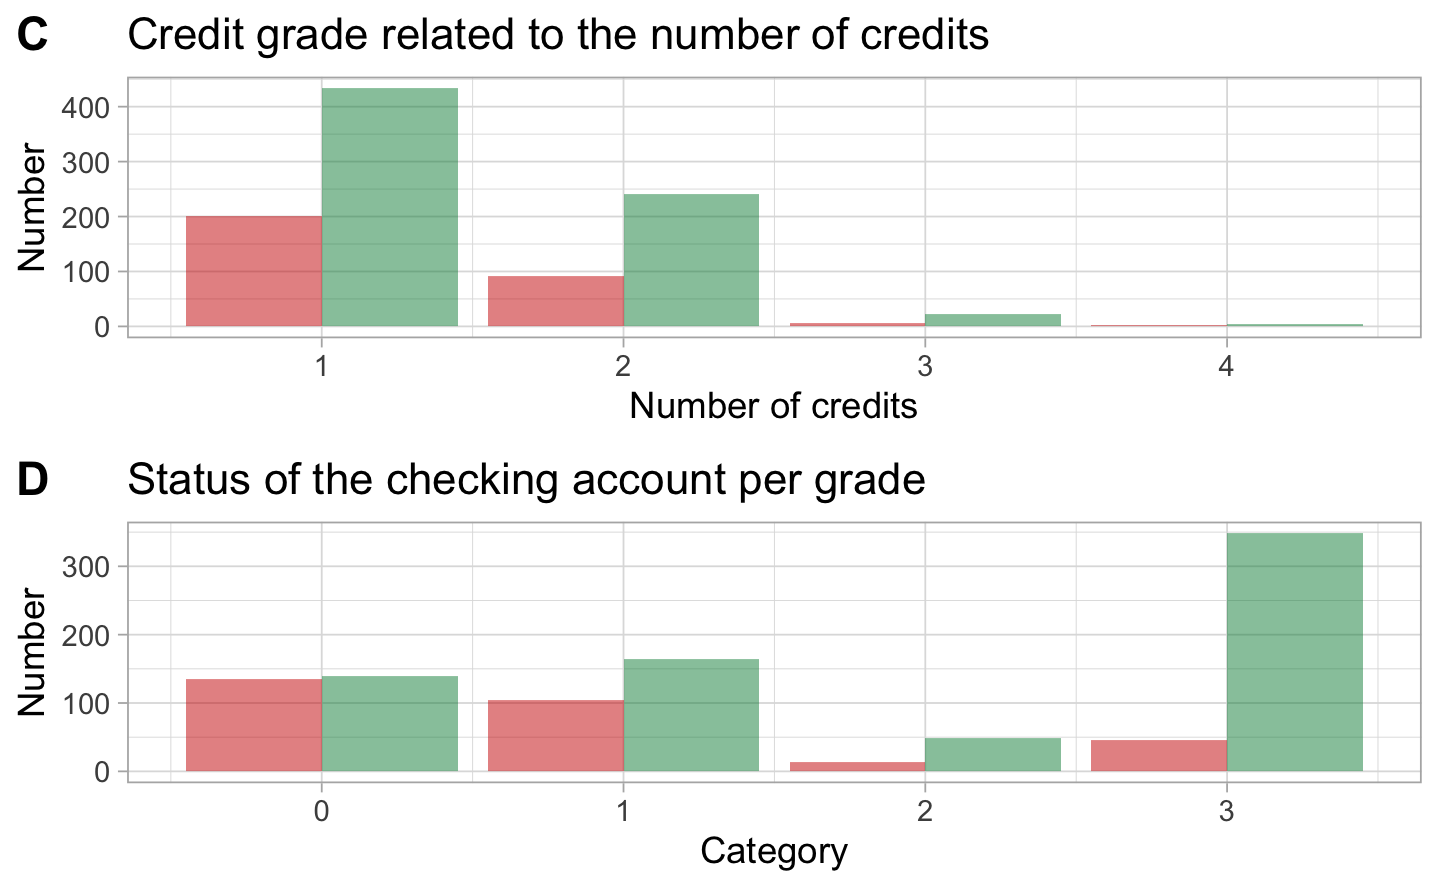 C Credit grade related to the number of credits
400
300
200
100
0
Number
1 2 3 4
Number of credits
D Status of the checking account per grade
300
200
100
0
Number
0 1 2 3
Category